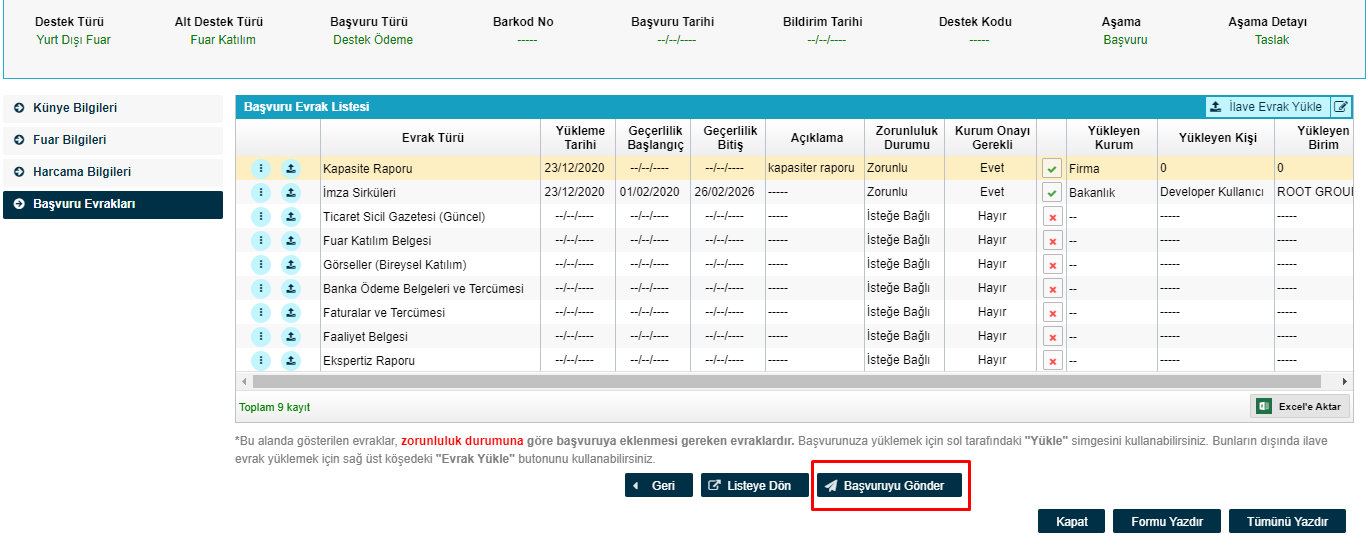 Destek Türü Alt Destek Türü Başvuru Türü Barkod No Başvuru Tarihi Bildirim Tarihi Destek Kodu Aşama Aşama Detayı
Yurt Dışı Fuar Fuar Katılım Destek Ödeme ----- --/--/---- --/--/---- ----- Başvuru Taslak
Künye Bilgileri
Fuar Bilgileri
Harcama Bilgileri
Başvuru Evrakları
Başvuru Evrak Listesi İlave Evrak Yükle
Evrak Türü Yükleme Tarihi Geçerlilik Başlangıç Geçerlilik Bitiş Açıklama Zorunluluk Durumu Kurum Onayı Gerekli Yükleyen Kurum Yükleyen Kişi Yükleyen Birim
Kapasite Raporu 23/12/2020 --/--/---- --/--/---- kapasiter raporu Zorunlu Evet Firma 0 0
İmza Sirküleri 23/12/2020 01/02/2020 26/02/2026 ----- Zorunlu Evet Bakanlık Developer Kullanıcı ROOT GROUI
Ticaret Sicil Gazetesi (Güncel) --/--/---- --/--/---- --/--/---- ----- İsteğe Bağlı Hayır -- ----- -----
Fuar Katılım Belgesi --/--/---- --/--/---- --/--/---- ----- İsteğe Bağlı Hayır -- ----- -----
Görseller (Bireysel Katılım) --/--/---- --/--/---- --/--/---- ----- İsteğe Bağlı Hayır -- ----- -----
Banka Ödeme Belgeleri ve Tercümesi --/--/---- --/--/---- --/--/---- ----- İsteğe Bağlı Hayır -- ----- -----
Faturalar ve Tercümesi --/--/---- --/--/---- --/--/---- ----- İsteğe Bağlı Hayır -- ----- -----
Faaliyet Belgesi --/--/---- --/--/---- --/--/---- ----- İsteğe Bağlı Hayır -- ----- -----
Ekspertiz Raporu --/--/---- --/--/---- --/--/---- ----- İsteğe Bağlı Hayır -- ----- -----
Toplam 9 kayıt Excel'e Aktar
*Bu alanda gösterilen evraklar, zorunluluk durumuna göre başvuruya eklenmesi gereken evraklardır. Başvurunuza yüklemek için sol tarafındaki "Yükle" simgesini kullanabilirsiniz. Bunların dışında ilave
evrak yüklemek için sağ üst köşedeki "Evrak Yükle" butonunu kullanabilirsiniz.
Geri Listeye Dön Başvuruyu Gönder
Kapat Formu Yazdır Tümünü Yazdır